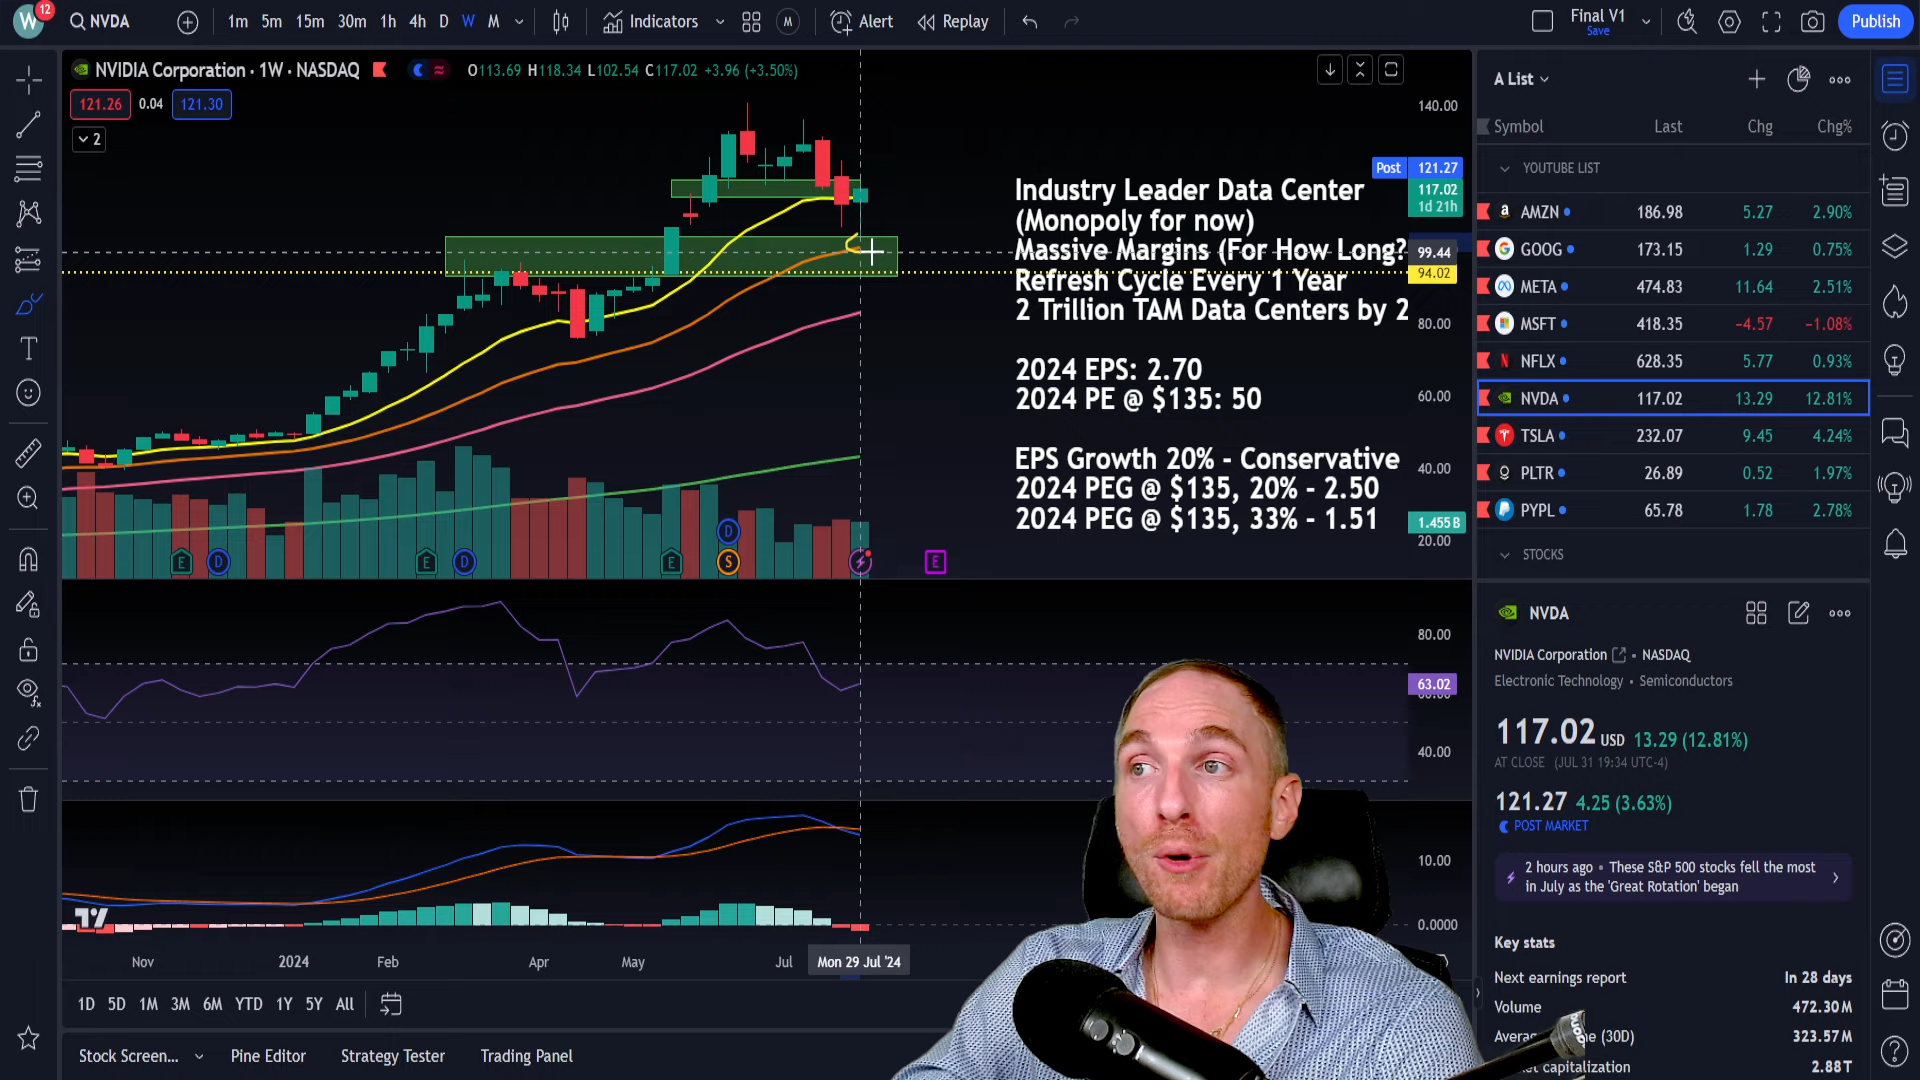 W 12 NVDA 1m 5m 15m 30m 1h 4h D W M Indicators M Alert Replay Final V1 Save Publish
NVIDIA Corporation · 1W · NASDAQ O113.69 H118.34 L102.54 C117.02 +3.96 (+3.50%)
121.26 0.04 121.30
2
140.00
Post 121.27
117.02
1d 21h
99.44
94.02
80.00
60.00
40.00
1.455B
20.00
Industry Leader Data Center
(Monopoly for now)
Massive Margins (For How Long?
Refresh Cycle Every 1 Year
2 Trillion TAM Data Centers by 2
2024 EPS: 2.70
2024 PE @ $135: 50
EPS Growth 20% - Conservative
2024 PEG @ $135, 20% - 2.50
2024 PEG @ $135, 33% - 1.51
E D E D E D S E
80.00
63.02
40.00
10.00
0.0000
Nov 2024 Feb Apr May Jul Mon 29 Jul '24
1D 5D 1M 3M 6M YTD 1Y 5Y All
Stock Screen... Pine Editor Strategy Tester Trading Panel
A List
Symbol Last Chg Chg%
YOUTUBE LIST
AMZN 186.98 5.27 2.90%
GOOG 173.15 1.29 0.75%
META 474.83 11.64 2.51%
MSFT 418.35 −4.57 −1.08%
NFLX 628.35 5.77 0.93%
NVDA 117.02 13.29 12.81%
TSLA 232.07 9.45 4.24%
PLTR 26.89 0.52 1.97%
PYPL 65.78 1.78 2.78%
STOCKS
NVDA
NVIDIA Corporation • NASDAQ
Electronic Technology • Semiconductors
117.02 USD 13.29 (12.81%)
AT CLOSE (JUL 31 19:34 UTC-4)
121.27 4.25 (3.63%)
POST MARKET
2 hours ago • These S&P 500 stocks fell the most
in July as the 'Great Rotation' began
Key stats
Next earnings report In 28 days
Volume 472.30M
(30D) 323.57M
capitalization 2.88T